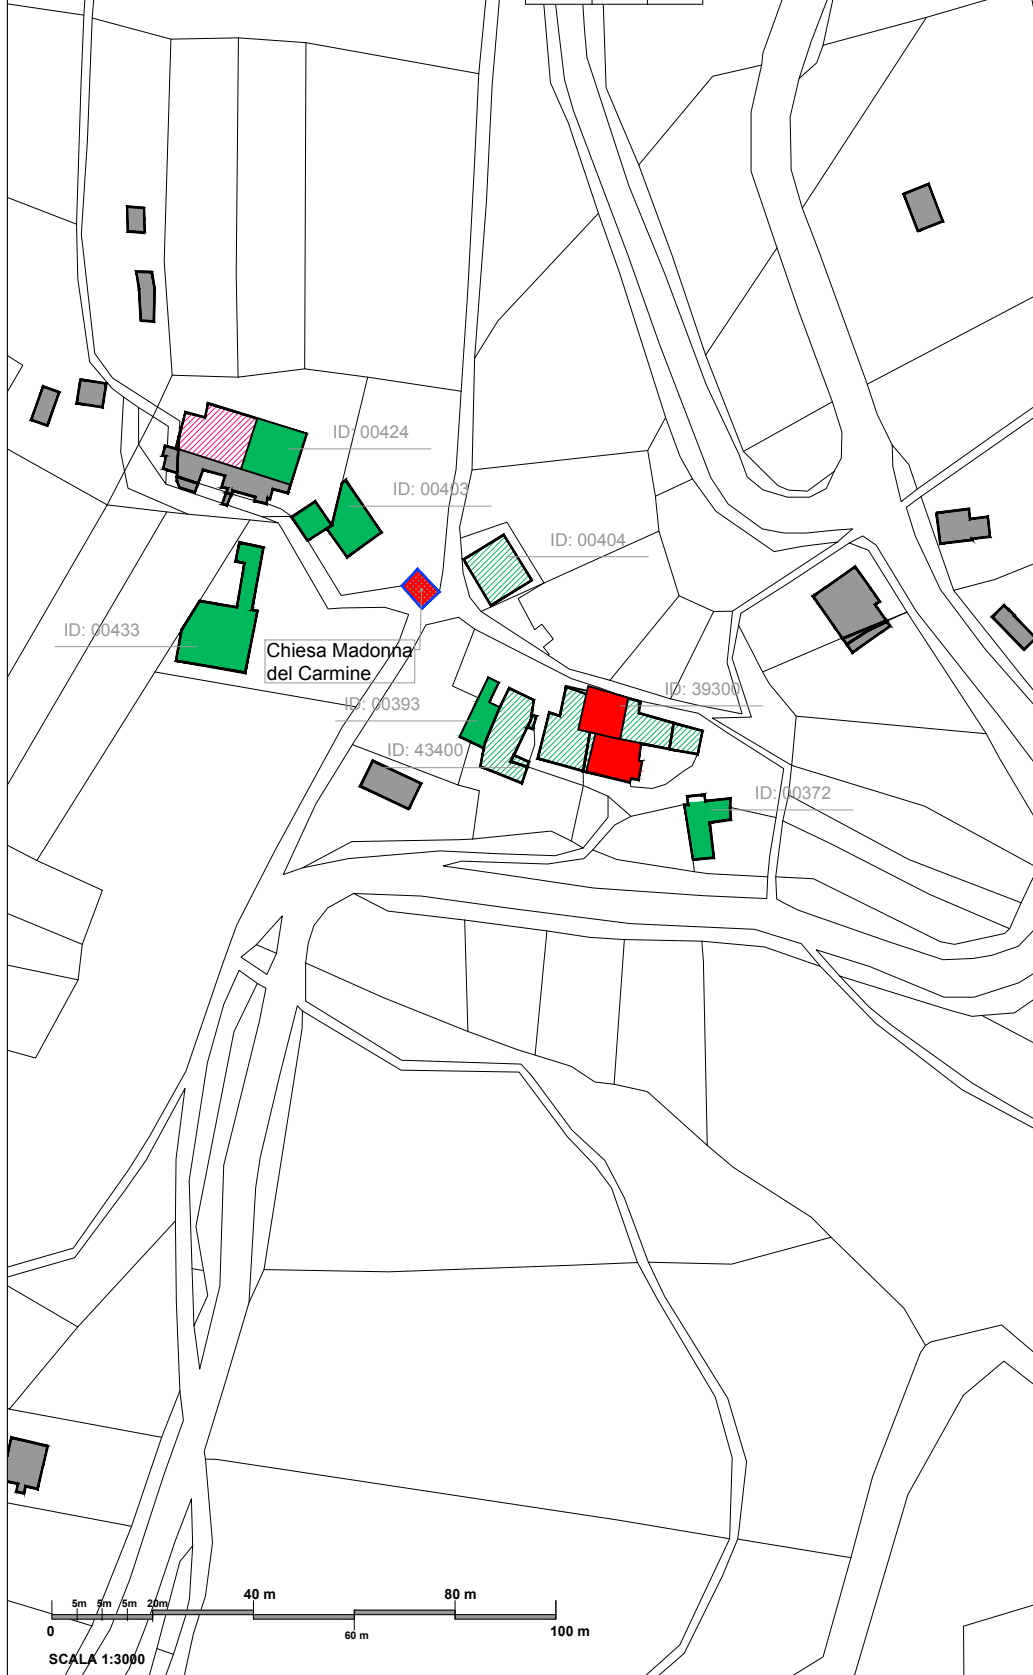 ID: 00424
ID: 00403
ID: 00404
ID: 00433
Chiesa Madonna
del Carmine
ID: 39300
ID: 00393
ID: 43400
ID: 00372
40 m
80 m
5m
5m
5m
20m
0
60 m
100 m
SCALA 1:3000